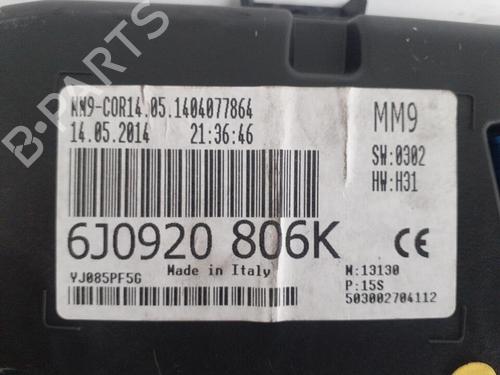 B-PARTS
MM9-COR14.05.1404077864
14.05.2014 21:36:46
MM9
SW:0302
HW:H31
6J0920 806K
CE
YJ085PF5G
Made in Italy
M:13130
P:15S
503002704112